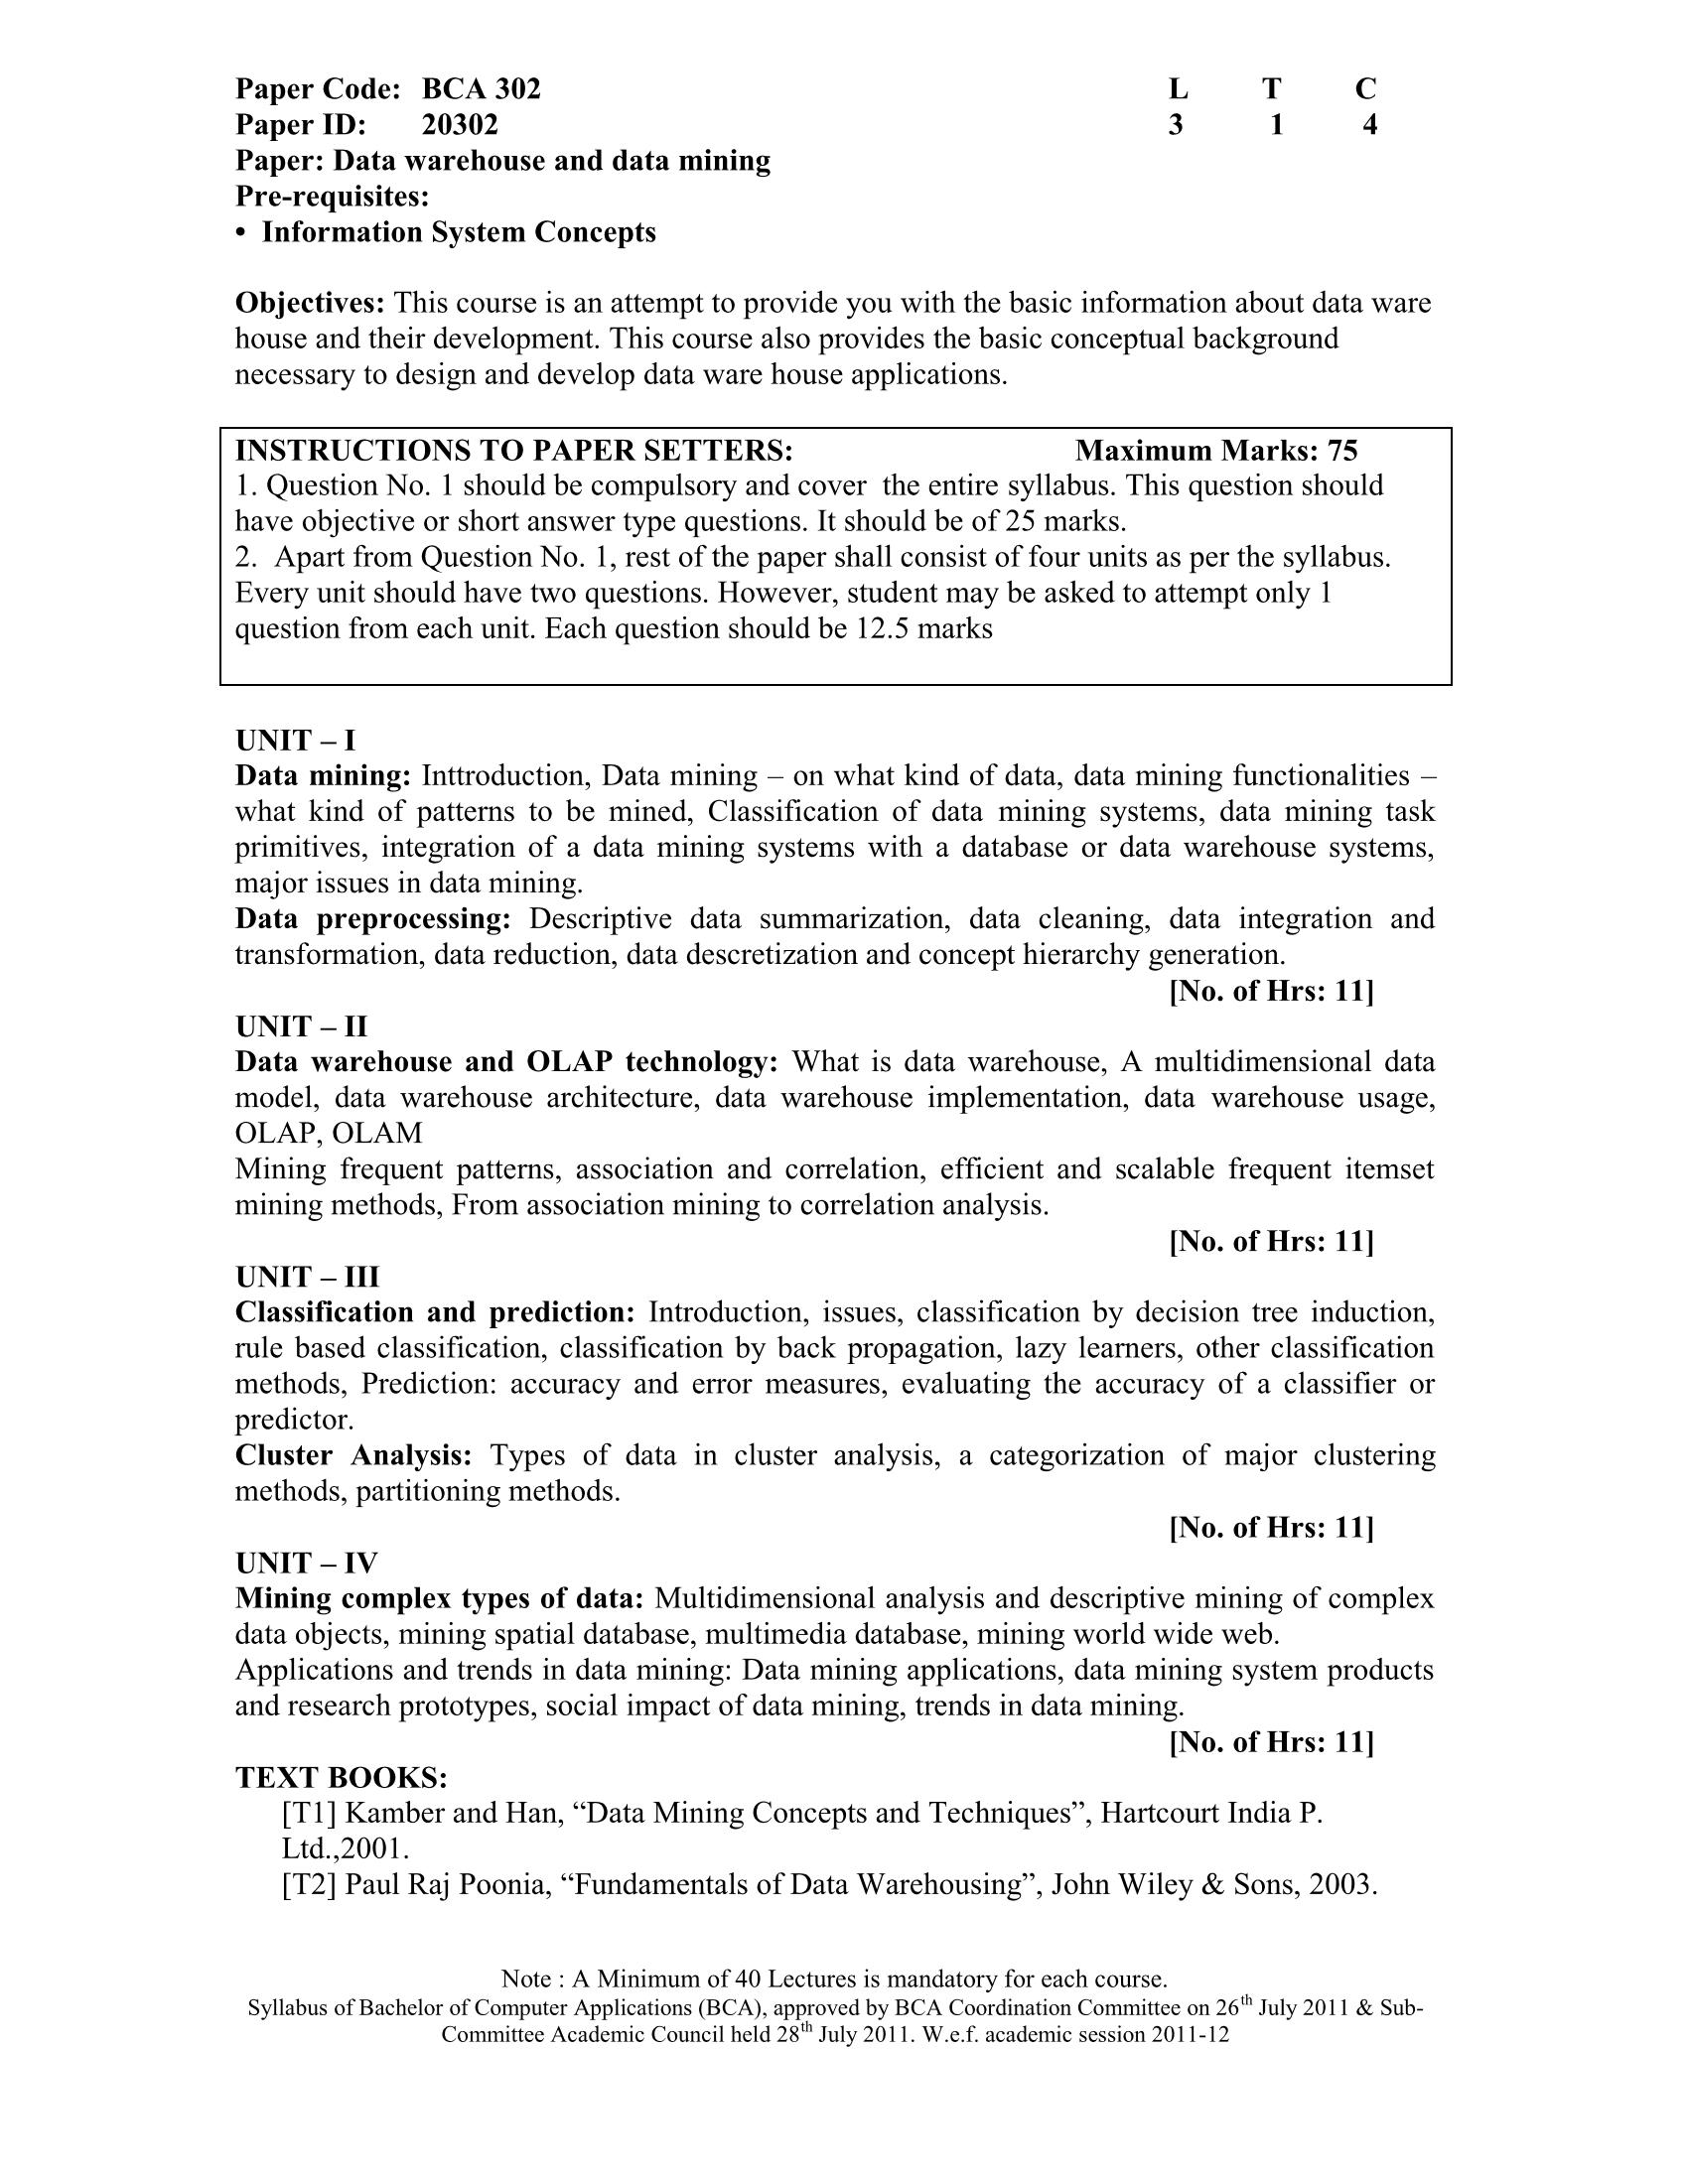 Paper Code: BCA 302 L T C
Paper ID: 20302 3 1 4
Paper: Data warehouse and data mining
Pre-requisites:
• Information System Concepts
Objectives: This course is an attempt to provide you with the basic information about data ware
house and their development. This course also provides the basic conceptual background
necessary to design and develop data ware house applications.
INSTRUCTIONS TO PAPER SETTERS: Maximum Marks: 75
1. Question No. 1 should be compulsory and cover the entire syllabus. This question should
have objective or short answer type questions. It should be of 25 marks.
2. Apart from Question No. 1, rest of the paper shall consist of four units as per the syllabus.
Every unit should have two questions. However, student may be asked to attempt only 1
question from each unit. Each question should be 12.5 marks
UNIT – I
Data mining: Inttroduction, Data mining – on what kind of data, data mining functionalities –
what kind of patterns to be mined, Classification of data mining systems, data mining task
primitives, integration of a data mining systems with a database or data warehouse systems,
major issues in data mining.
Data preprocessing: Descriptive data summarization, data cleaning, data integration and
transformation, data reduction, data descretization and concept hierarchy generation.
[No. of Hrs: 11]
UNIT – II
Data warehouse and OLAP technology: What is data warehouse, A multidimensional data
model, data warehouse architecture, data warehouse implementation, data warehouse usage,
OLAP, OLAM
Mining frequent patterns, association and correlation, efficient and scalable frequent itemset
mining methods, From association mining to correlation analysis.
[No. of Hrs: 11]
UNIT – III
Classification and prediction: Introduction, issues, classification by decision tree induction,
rule based classification, classification by back propagation, lazy learners, other classification
methods, Prediction: accuracy and error measures, evaluating the accuracy of a classifier or
predictor.
Cluster Analysis: Types of data in cluster analysis, a categorization of major clustering
methods, partitioning methods.
[No. of Hrs: 11]
UNIT – IV
Mining complex types of data: Multidimensional analysis and descriptive mining of complex
data objects, mining spatial database, multimedia database, mining world wide web.
Applications and trends in data mining: Data mining applications, data mining system products
and research prototypes, social impact of data mining, trends in data mining.
[No. of Hrs: 11]
TEXT BOOKS:
[T1] Kamber and Han, “Data Mining Concepts and Techniques”, Hartcourt India P.
Ltd.,2001.
[T2] Paul Raj Poonia, “Fundamentals of Data Warehousing”, John Wiley & Sons, 2003.
Note : A Minimum of 40 Lectures is mandatory for each course.
Syllabus of Bachelor of Computer Applications (BCA), approved by BCA Coordination Committee on 26th July 2011 & Sub-
Committee Academic Council held 28th July 2011. W.e.f. academic session 2011-12